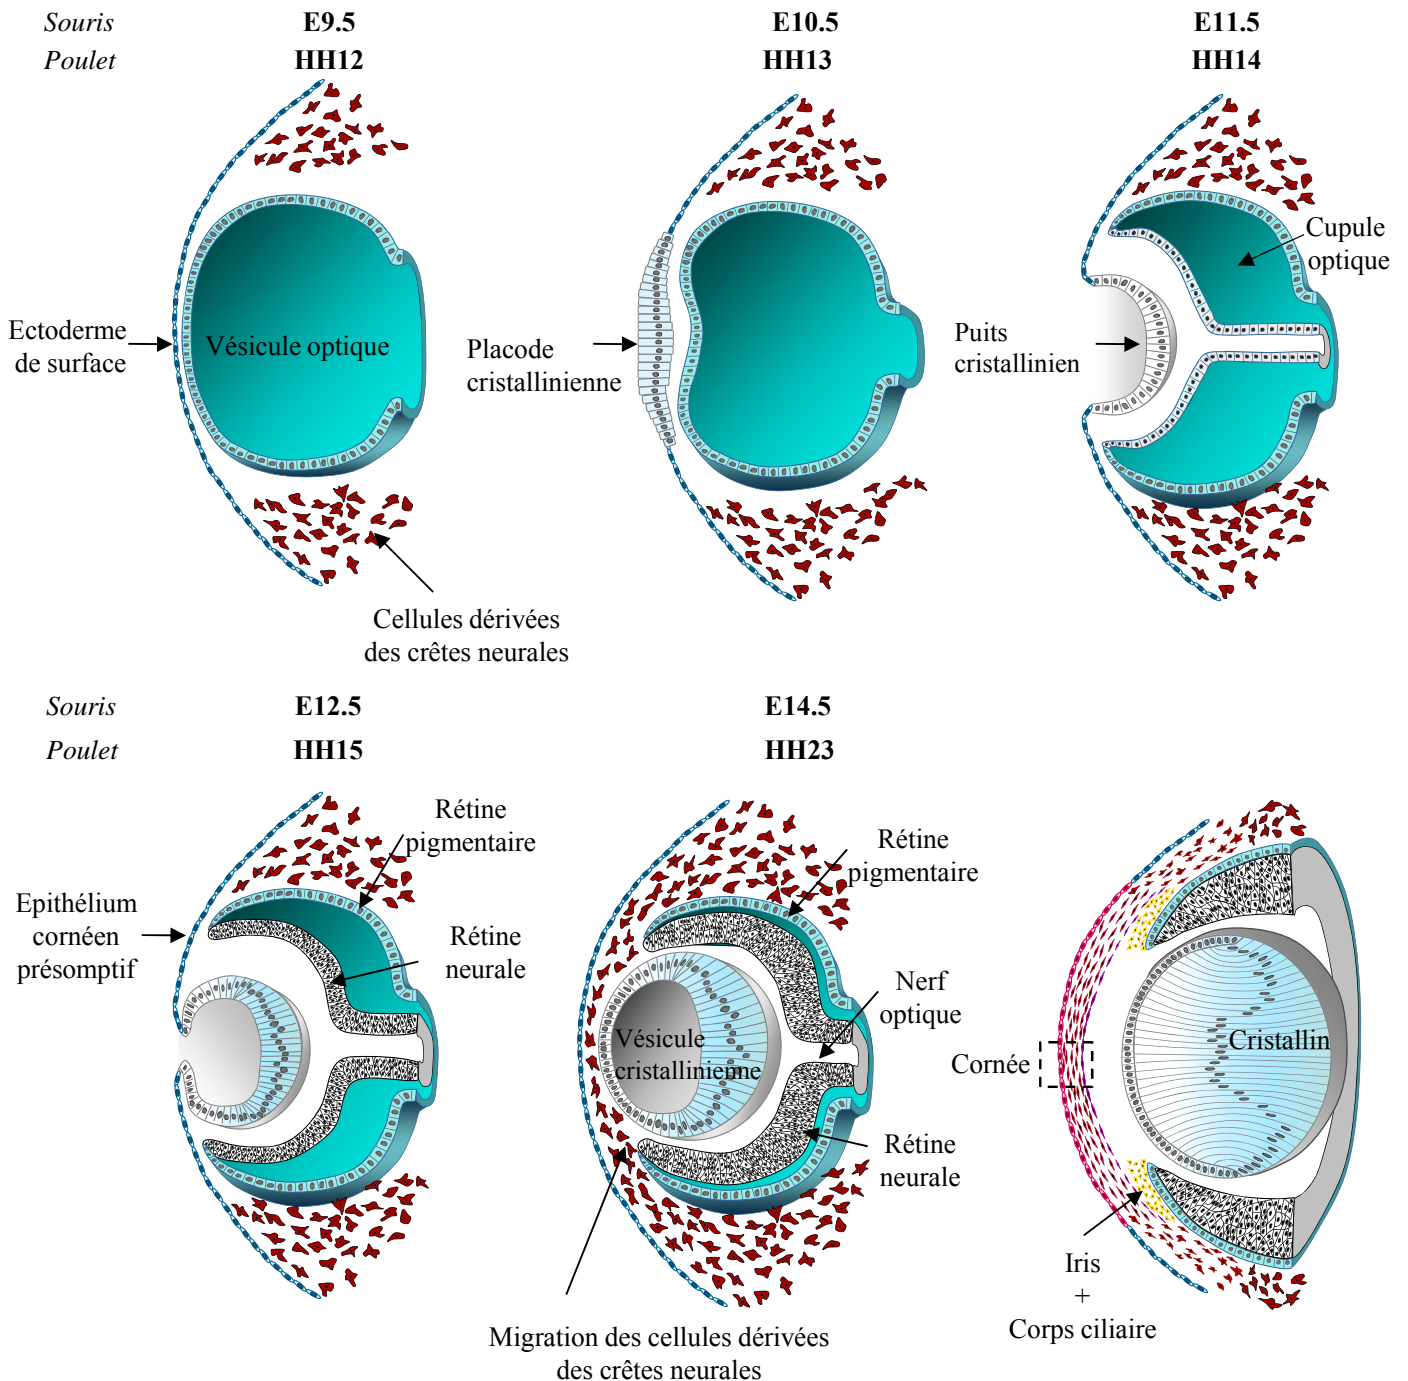 Souris E9.5 E10.5 E11.5
Poulet HH12 HH13 HH14
Cupule
optique
Ectoderme
de surface
Vésicule optique
Placode
cristallinienne
Puits
cristallinien
Cellules dérivées
des crêtes neurales
Souris E12.5 E14.5
Poulet HH15 HH23
Rétine
pigmentaire
Rétine
pigmentaire
Epithélium
cornéen
présomptif
Rétine
neurale
Nerf
optique
Vésicule
cristallinienne
Cristallin
Cornée
Rétine
neurale
Iris
+
Corps ciliaire
Migration des cellules dérivées
des crêtes neurales